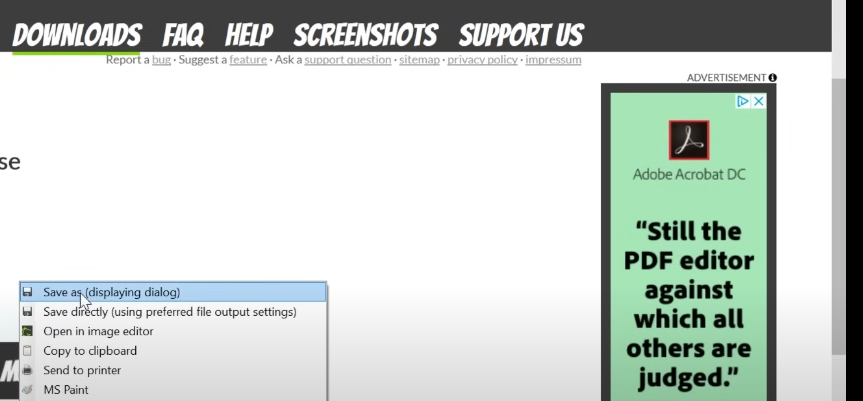 DOWNLOADS FAQ HELP SCREENSHOTS SUPPORT US
Report a bug · Suggest a feature · Ask a support question · sitemap · privacy policy · impressum
ADVERTISEMENT
se
Adobe Acrobat DC
“Still the
PDF editor
against
which all
others are
judged.”
Save as (displaying dialog)
Save directly (using preferred file output settings)
Open in image editor
Copy to clipboard
Send to printer
MS Paint